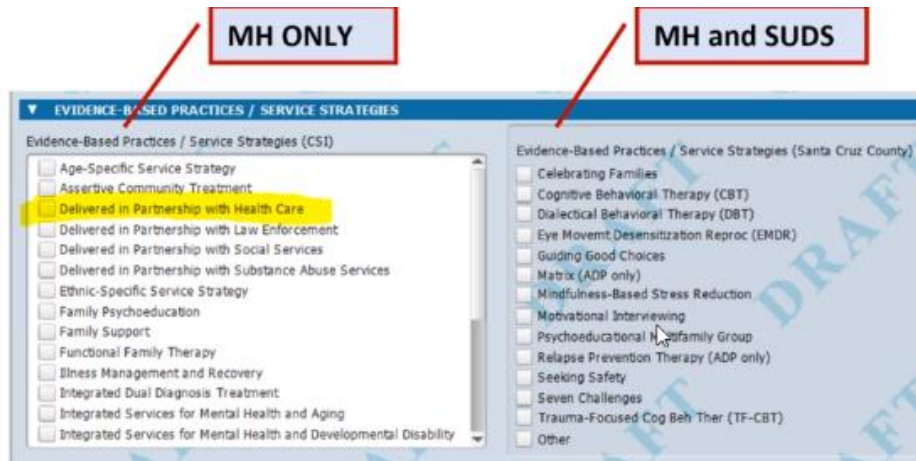 MH ONLY
MH and SUDS
▼ EVIDENCE-BASED PRACTICES / SERVICE STRATEGIES
Evidence-Based Practices / Service Strategies (CSI)
Age-Specific Service Strategy
Assertive Community Treatment
Delivered in Partnership with Health Care
Delivered in Partnership with Law Enforcement
Delivered in Partnership with Social Services
Delivered in Partnership with Substance Abuse Services
Ethnic-Specific Service Strategy
Family Psychoeducation
Family Support
Functional Family Therapy
Illness Management and Recovery
Integrated Dual Diagnosis Treatment
Integrated Services for Mental Health and Aging
Integrated Services for Mental Health and Developmental Disability
Evidence-Based Practices / Service Strategies (Santa Cruz County)
Celebrating Families
Cognitive Behavioral Therapy (CBT)
Dialectical Behavioral Therapy (DBT)
Eye Movemt Desensitization Reproc (EMDR)
Guiding Good Choices
Matrix (ADP only)
Mindfulness-Based Stress Reduction
Motivational Interviewing
Psychoeducational Multifamily Group
Relapse Prevention Therapy (ADP only)
Seeking Safety
Seven Challenges
Trauma-Focused Cog Beh Ther (TF-CBT)
Other
DRAFT
DRAFT